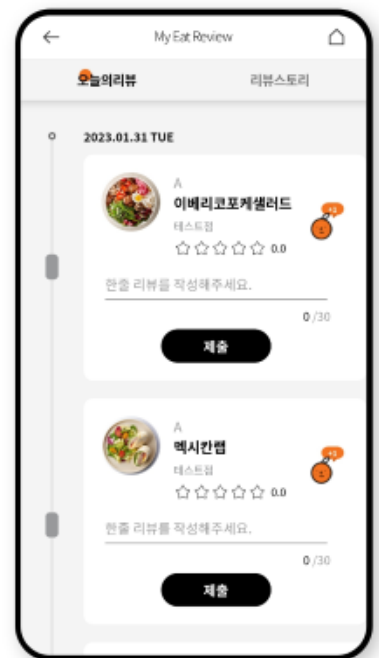 My Eat Review
오늘의리뷰 리뷰스토리
2023.01.31 TUE
A
이베리코포케샐러드
테스트점
0.0
한줄 리뷰를 작성해주세요.
0 /30
제출
A
멕시칸랩
테스트점
0.0
한줄 리뷰를 작성해주세요.
0 /30
제출